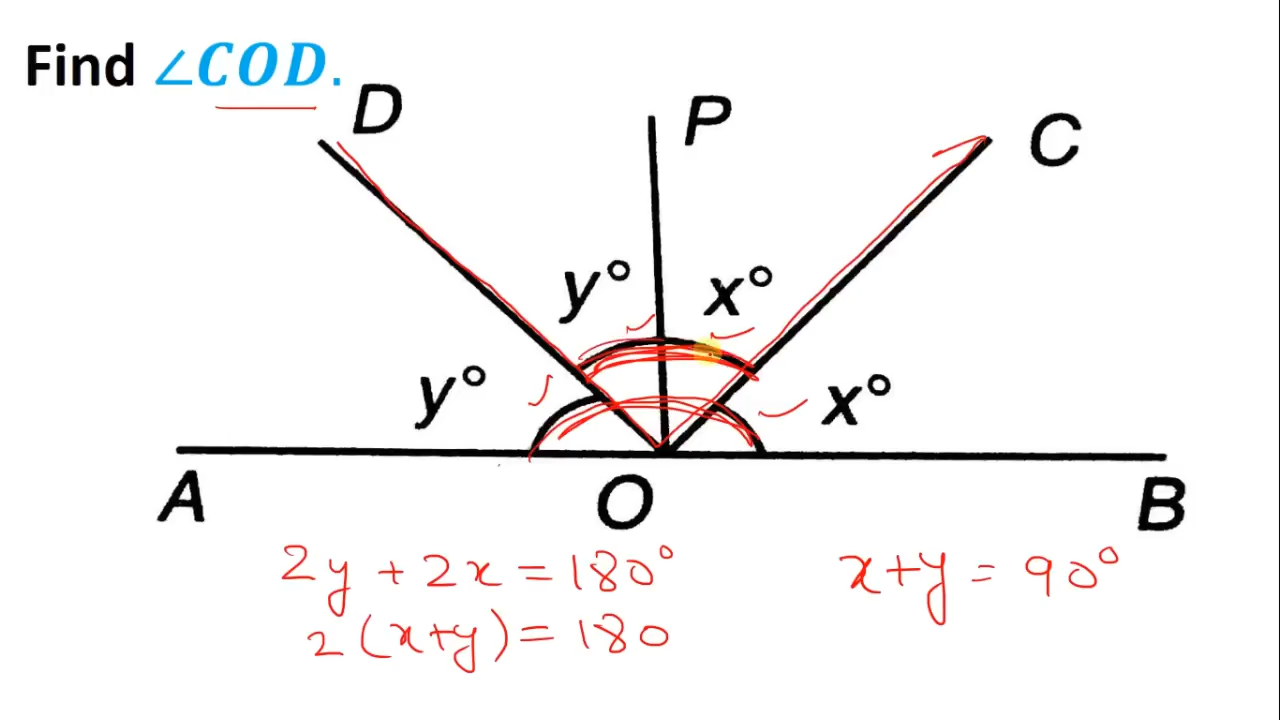 Find ∠COD.
D P C
y° x°
y° x°
A O B
2y + 2x = 180°
x+y = 90°
2(x+y) = 180